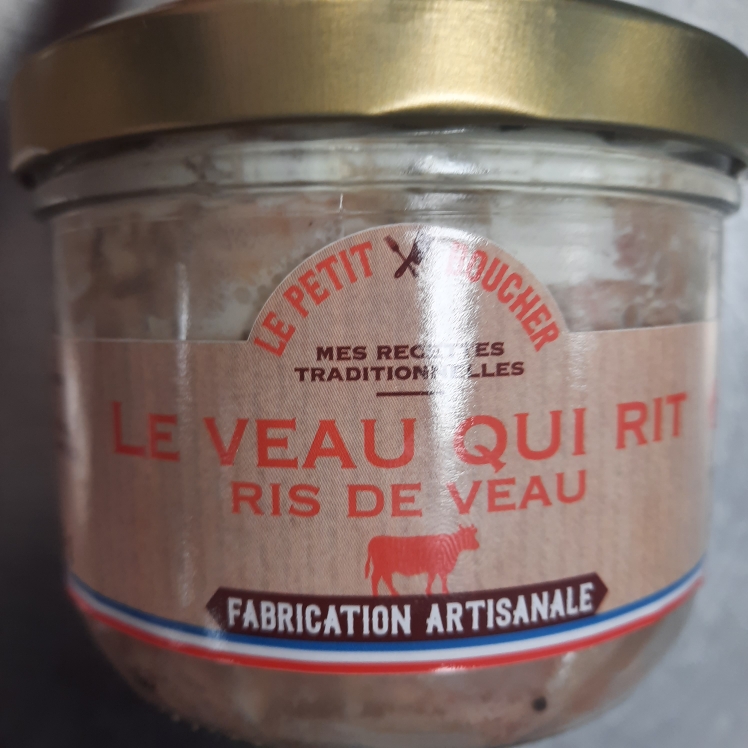 LE PETIT BOUCHER
MES RECETTES
TRADITIONNELLES
LE VEAU QUI RIT
RIS DE VEAU
FABRICATION ARTISANALE